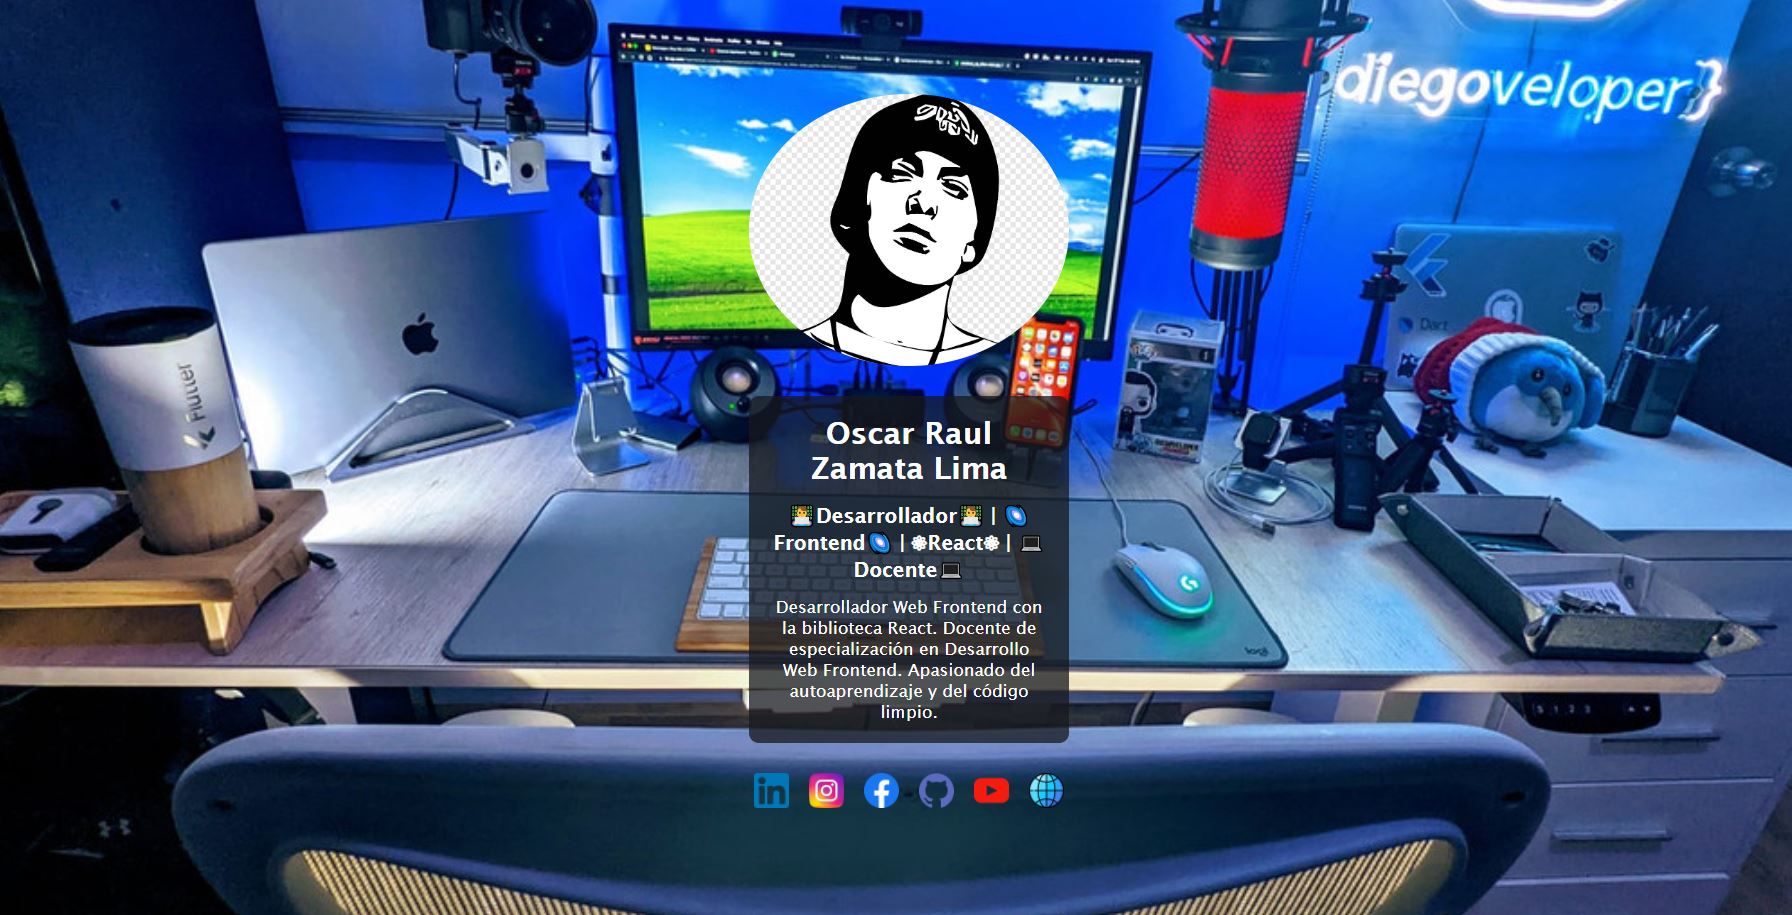 diegoveloper}
Flutter
Dart
Oscar Raul
Zamata Lima
👨‍💻Desarrollador👨‍💻 | 🌀
Frontend🌀 | ⚛React⚛ | 💻
Docente💻
Desarrollador Web Frontend con
la biblioteca React. Docente de
especialización en Desarrollo
Web Frontend. Apasionado del
autoaprendizaje y del código
limpio.
in